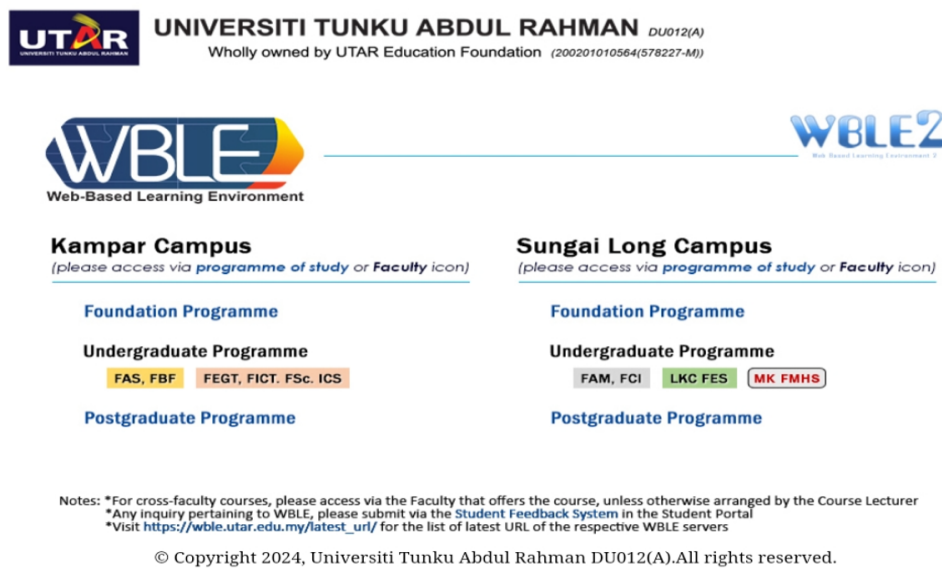 UTAR
UNIVERSITI TUNKU ABDUL RAHMAN
UNIVERSITI TUNKU ABDUL RAHMAN DU012(A)
Wholly owned by UTAR Education Foundation (200201010564(578227-M))
WBLE
Web-Based Learning Environment
WBLE2
Web Based Learning Environment 2
Kampar Campus
(please access via programme of study or Faculty icon)
Foundation Programme
Undergraduate Programme
FAS, FBF FEGT, FICT. FSc. ICS
Postgraduate Programme
Sungai Long Campus
(please access via programme of study or Faculty icon)
Foundation Programme
Undergraduate Programme
FAM, FCI LKC FES MK FMHS
Postgraduate Programme
Notes: *For cross-faculty courses, please access via the Faculty that offers the course, unless otherwise arranged by the Course Lecturer
*Any inquiry pertaining to WBLE, please submit via the Student Feedback System in the Student Portal
*Visit https://wble.utar.edu.my/latest_url/ for the list of latest URL of the respective WBLE servers
© Copyright 2024, Universiti Tunku Abdul Rahman DU012(A).All rights reserved.